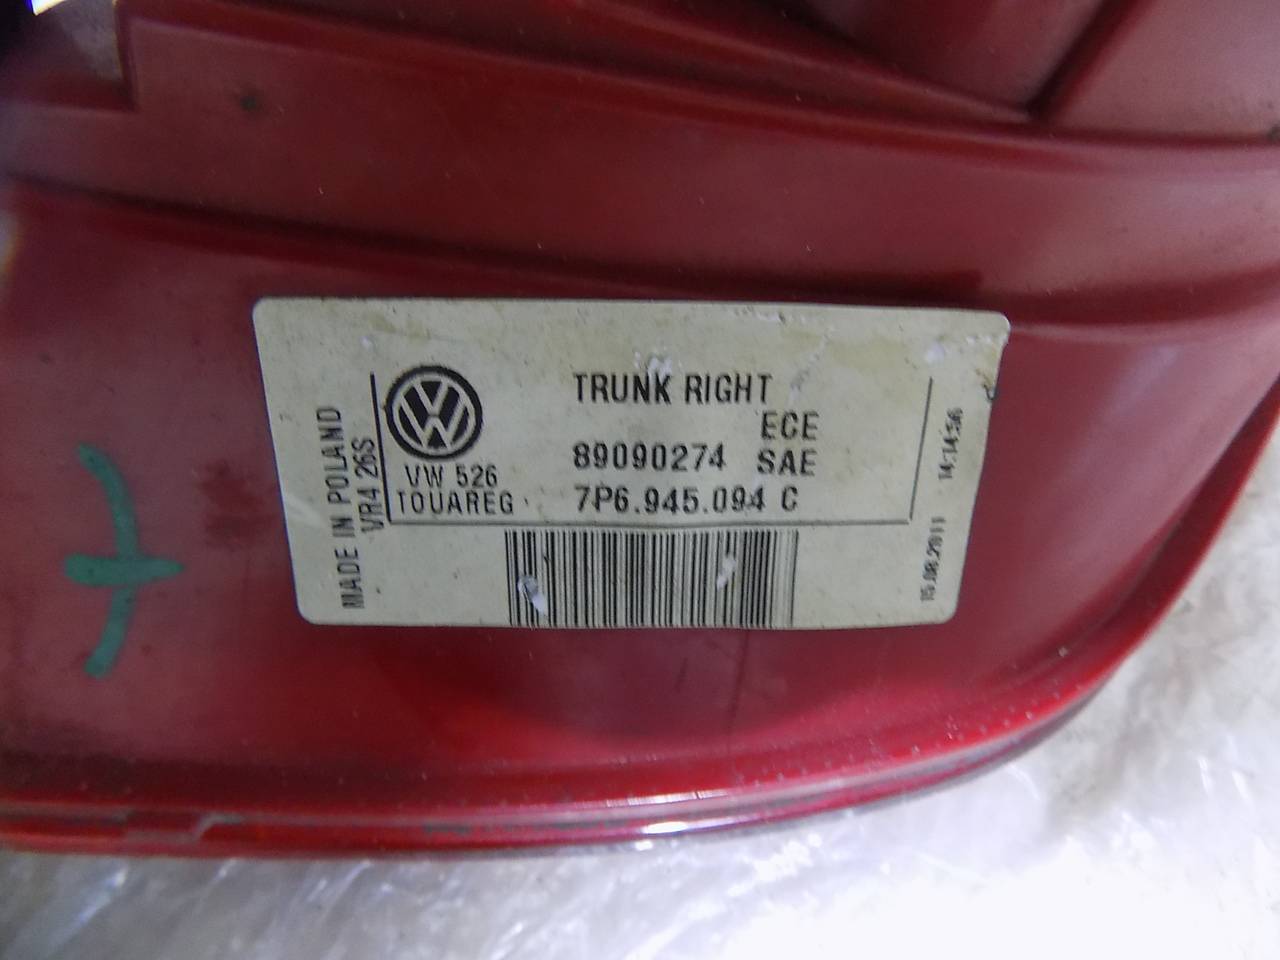 MADE IN POLAND
VR4 26S
VW 526
TOUAREG
TRUNK RIGHT
ECE
89090274 SAE
7P6.945.094 C
15.08.2011 14:14:56